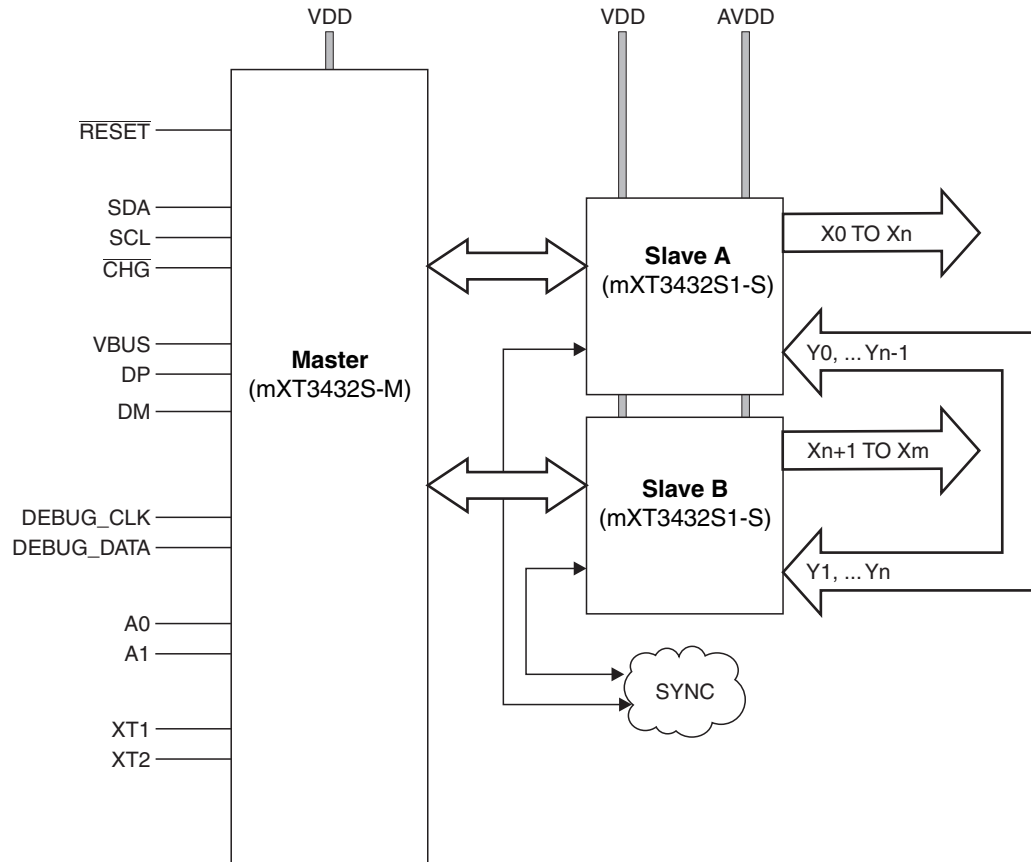 VDD
VDD
AVDD
RESET
SDA
SCL
CHG
VBUS
DP
DM
DEBUG_CLK
DEBUG_DATA
A0
A1
XT1
XT2
Master
(mXT3432S-M)
Slave A
(mXT3432S1-S)
X0 TO Xn
Y0, ... Yn-1
Slave B
(mXT3432S1-S)
Xn+1 TO Xm
Y1, ... Yn
SYNC